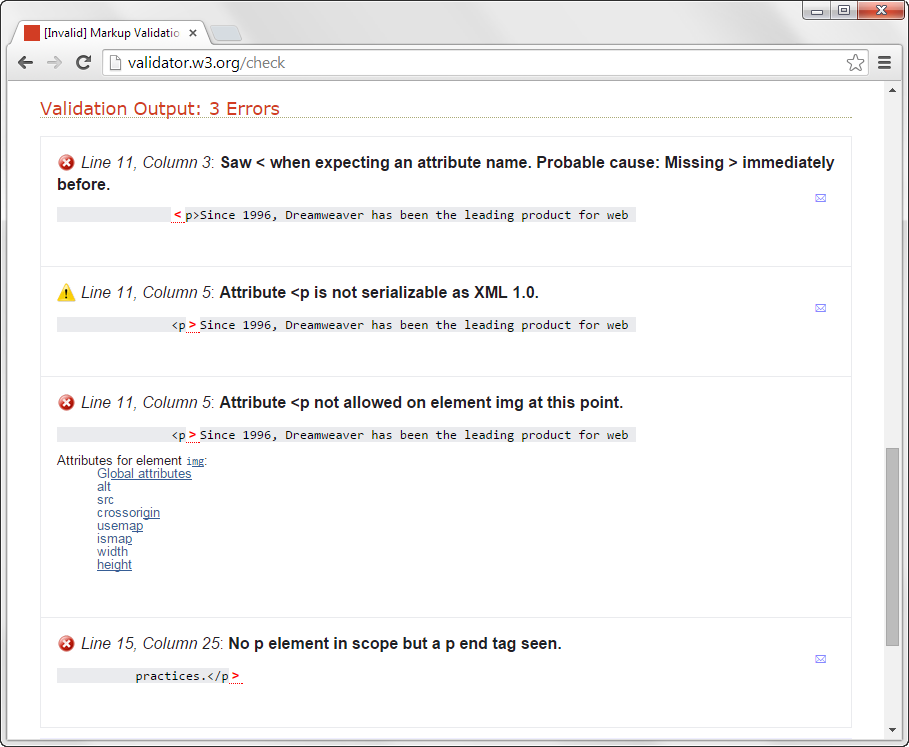 [Invalid] Markup Validatio
validator.w3.org/check
Validation Output: 3 Errors
Line 11, Column 3: Saw < when expecting an attribute name. Probable cause: Missing > immediately
before.
<p>Since 1996, Dreamweaver has been the leading product for web
Line 11, Column 5: Attribute <p is not serializable as XML 1.0.
<p>Since 1996, Dreamweaver has been the leading product for web
Line 11, Column 5: Attribute <p not allowed on element img at this point.
<p>Since 1996, Dreamweaver has been the leading product for web
Attributes for element img:
Global attributes
alt
src
crossorigin
usemap
ismap
width
height
Line 15, Column 25: No p element in scope but a p end tag seen.
practices.</p>